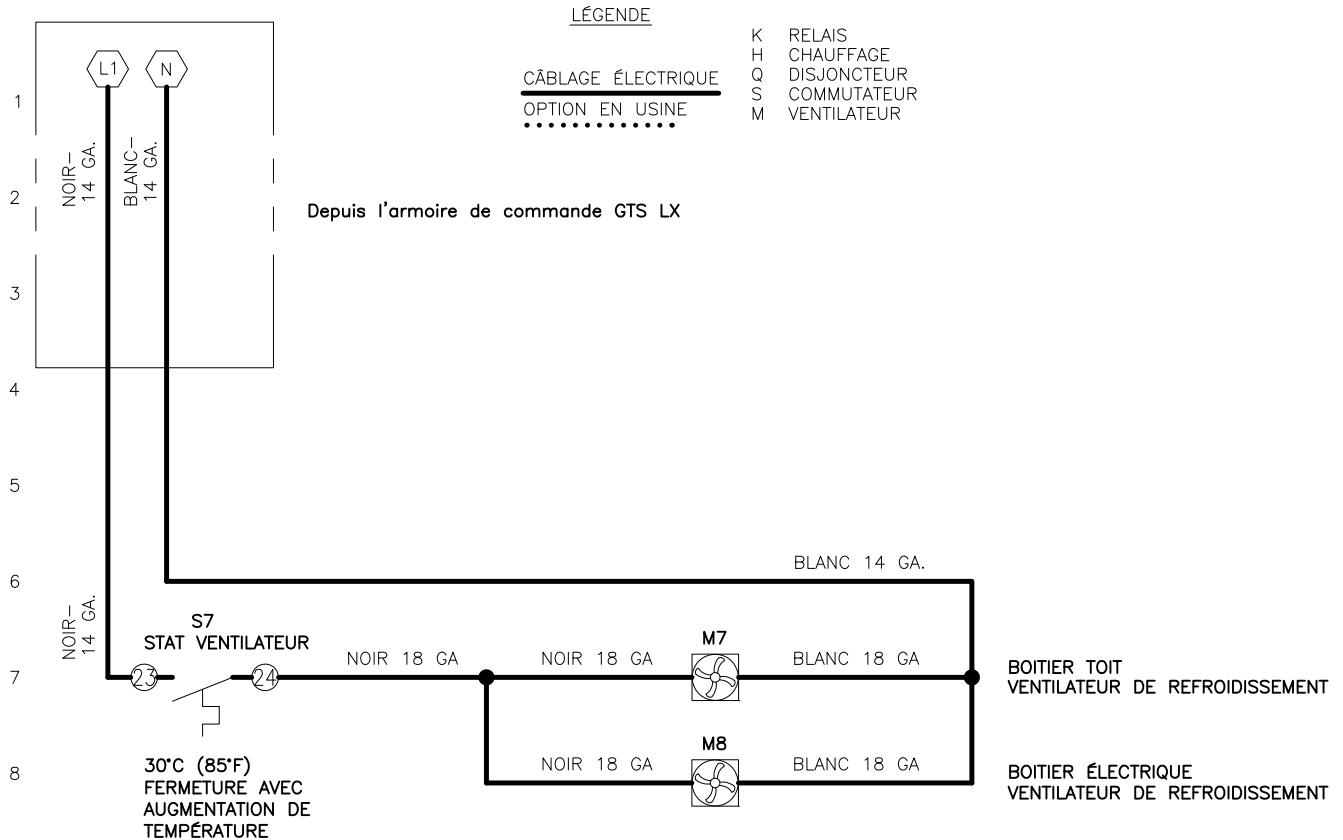 LÉGENDE
K RELAIS
H CHAUFFAGE
Q DISJONCTEUR
S COMMUTATEUR
M VENTILATEUR
CÂBLAGE ÉLECTRIQUE
OPTION EN USINE
L1
N
1
NOIR-
14 GA.
BLANC-
14 GA.
2
Depuis l'armoire de commande GTS LX
3
4
5
6
BLANC 14 GA.
NOIR-
14 GA.
S7
STAT VENTILATEUR
7
23
24
NOIR 18 GA
NOIR 18 GA
M7
BLANC 18 GA
BOITIER TOIT
VENTILATEUR DE REFROIDISSEMENT
8
30°C (85°F)
FERMETURE AVEC
AUGMENTATION DE
TEMPÉRATURE
NOIR 18 GA
M8
BLANC 18 GA
BOITIER ÉLECTRIQUE
VENTILATEUR DE REFROIDISSEMENT